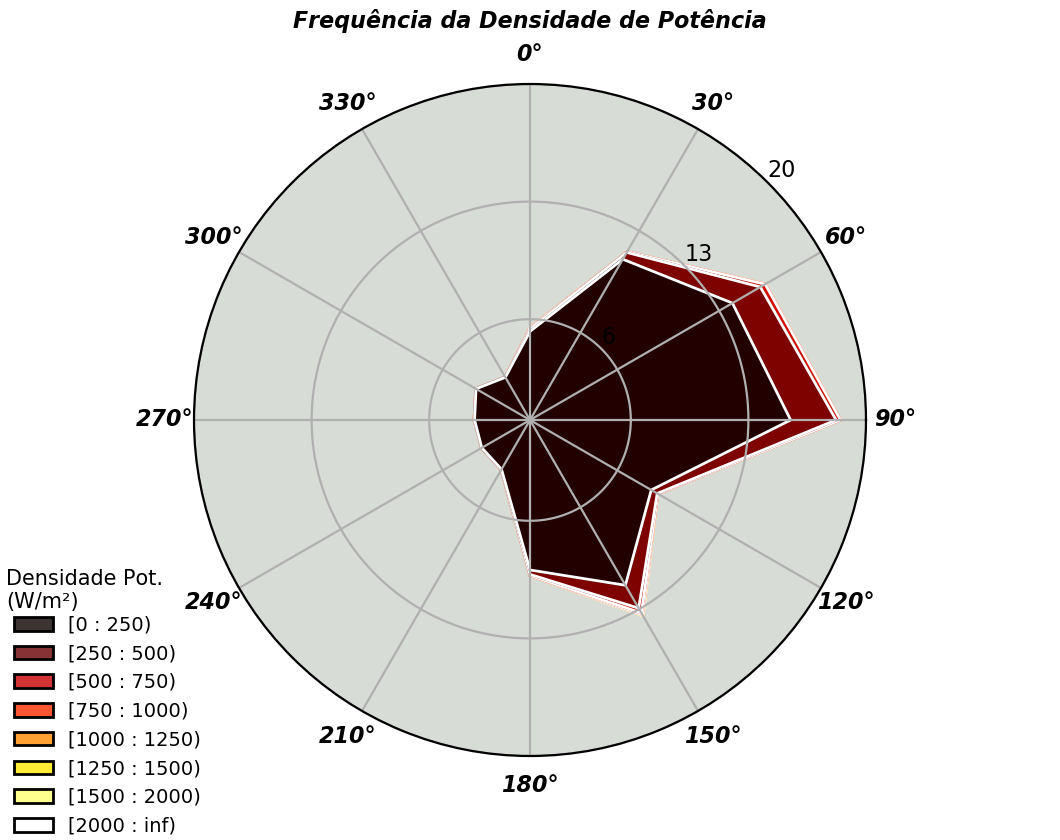 Frequência da Densidade de Potência
0°
330°
30°
20
300°
60°
13
6
270°
90°
240°
120°
210°
150°
180°
Densidade Pot.
(W/m²)
[0 : 250)
[250 : 500)
[500 : 750)
[750 : 1000)
[1000 : 1250)
[1250 : 1500)
[1500 : 2000)
[2000 : inf)